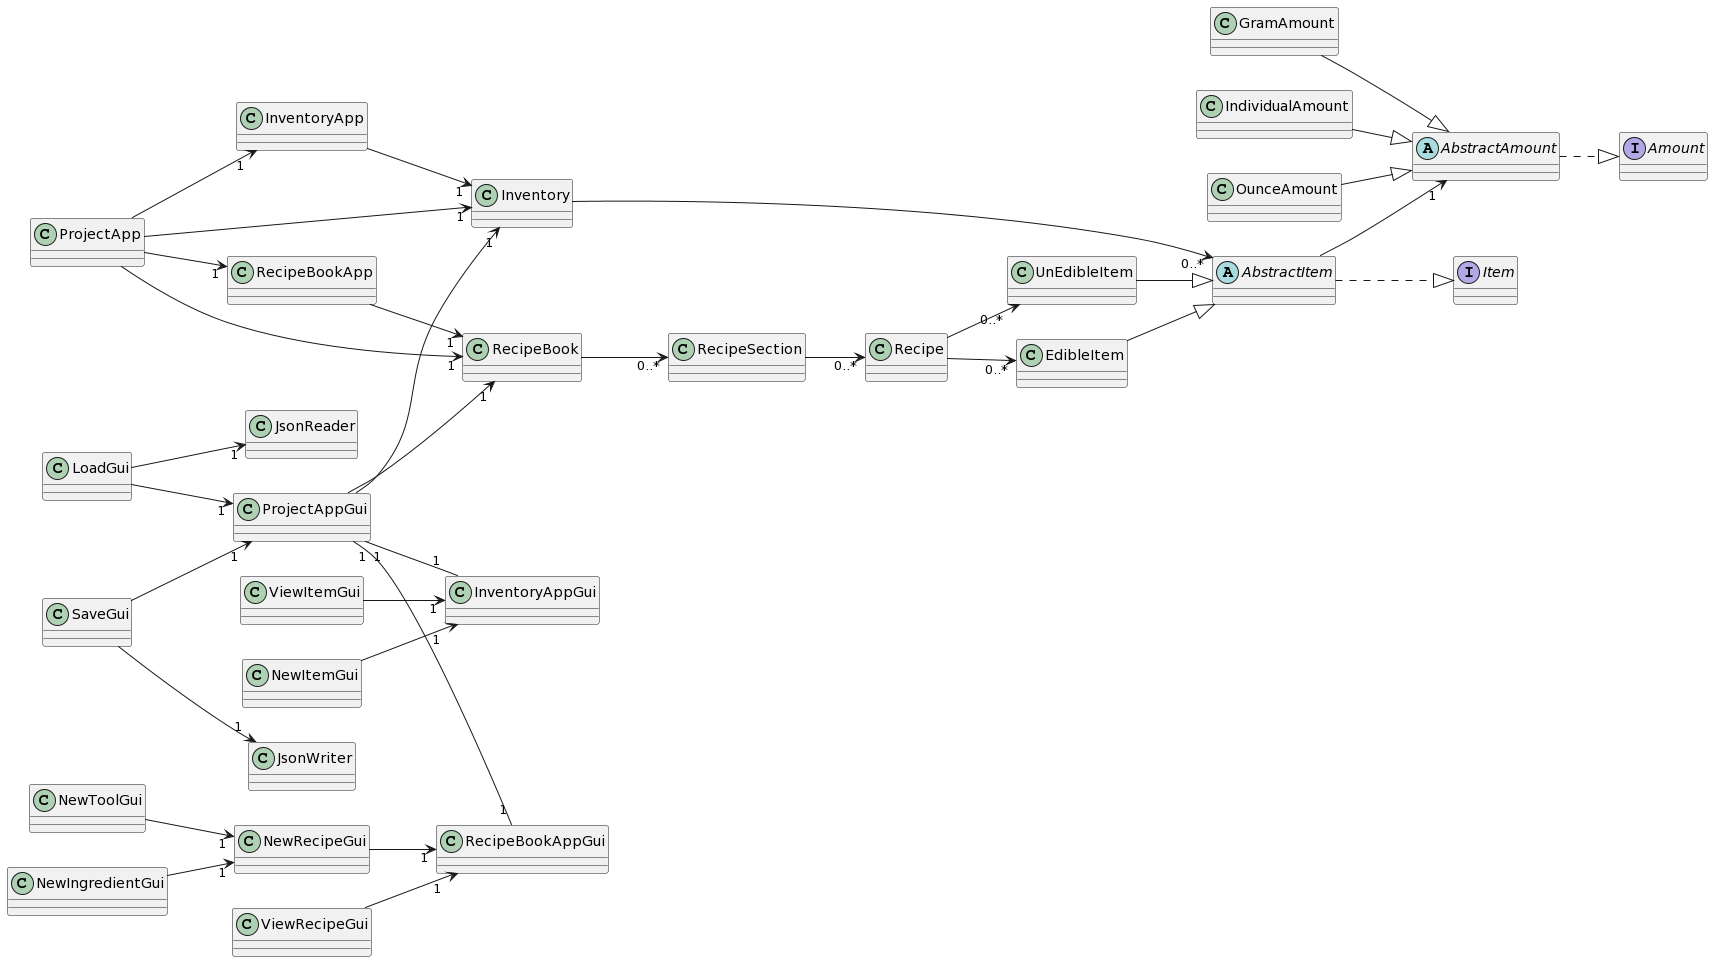 C GramAmount
C IndividualAmount
C InventoryApp
A AbstractAmount
I Amount
1
C OunceAmount
C Inventory
1
1
1
1
C ProjectApp
1
C RecipeBookApp
1
0..*
A AbstractItem
I Item
C UnEdibleItem
0..*
C RecipeBook
1
1
1
C RecipeSection
0..*
C Recipe
0..*
C EdibleItem
0..*
C JsonReader
1
C LoadGui
1
C ProjectAppGui
1
1
1
1
C ViewItemGui
C InventoryAppGui
1
C SaveGui
1
C NewItemGui
1
C JsonWriter
C NewToolGui
1
1
C NewRecipeGui
C RecipeBookAppGui
1
C NewIngredientGui
1
1
C ViewRecipeGui